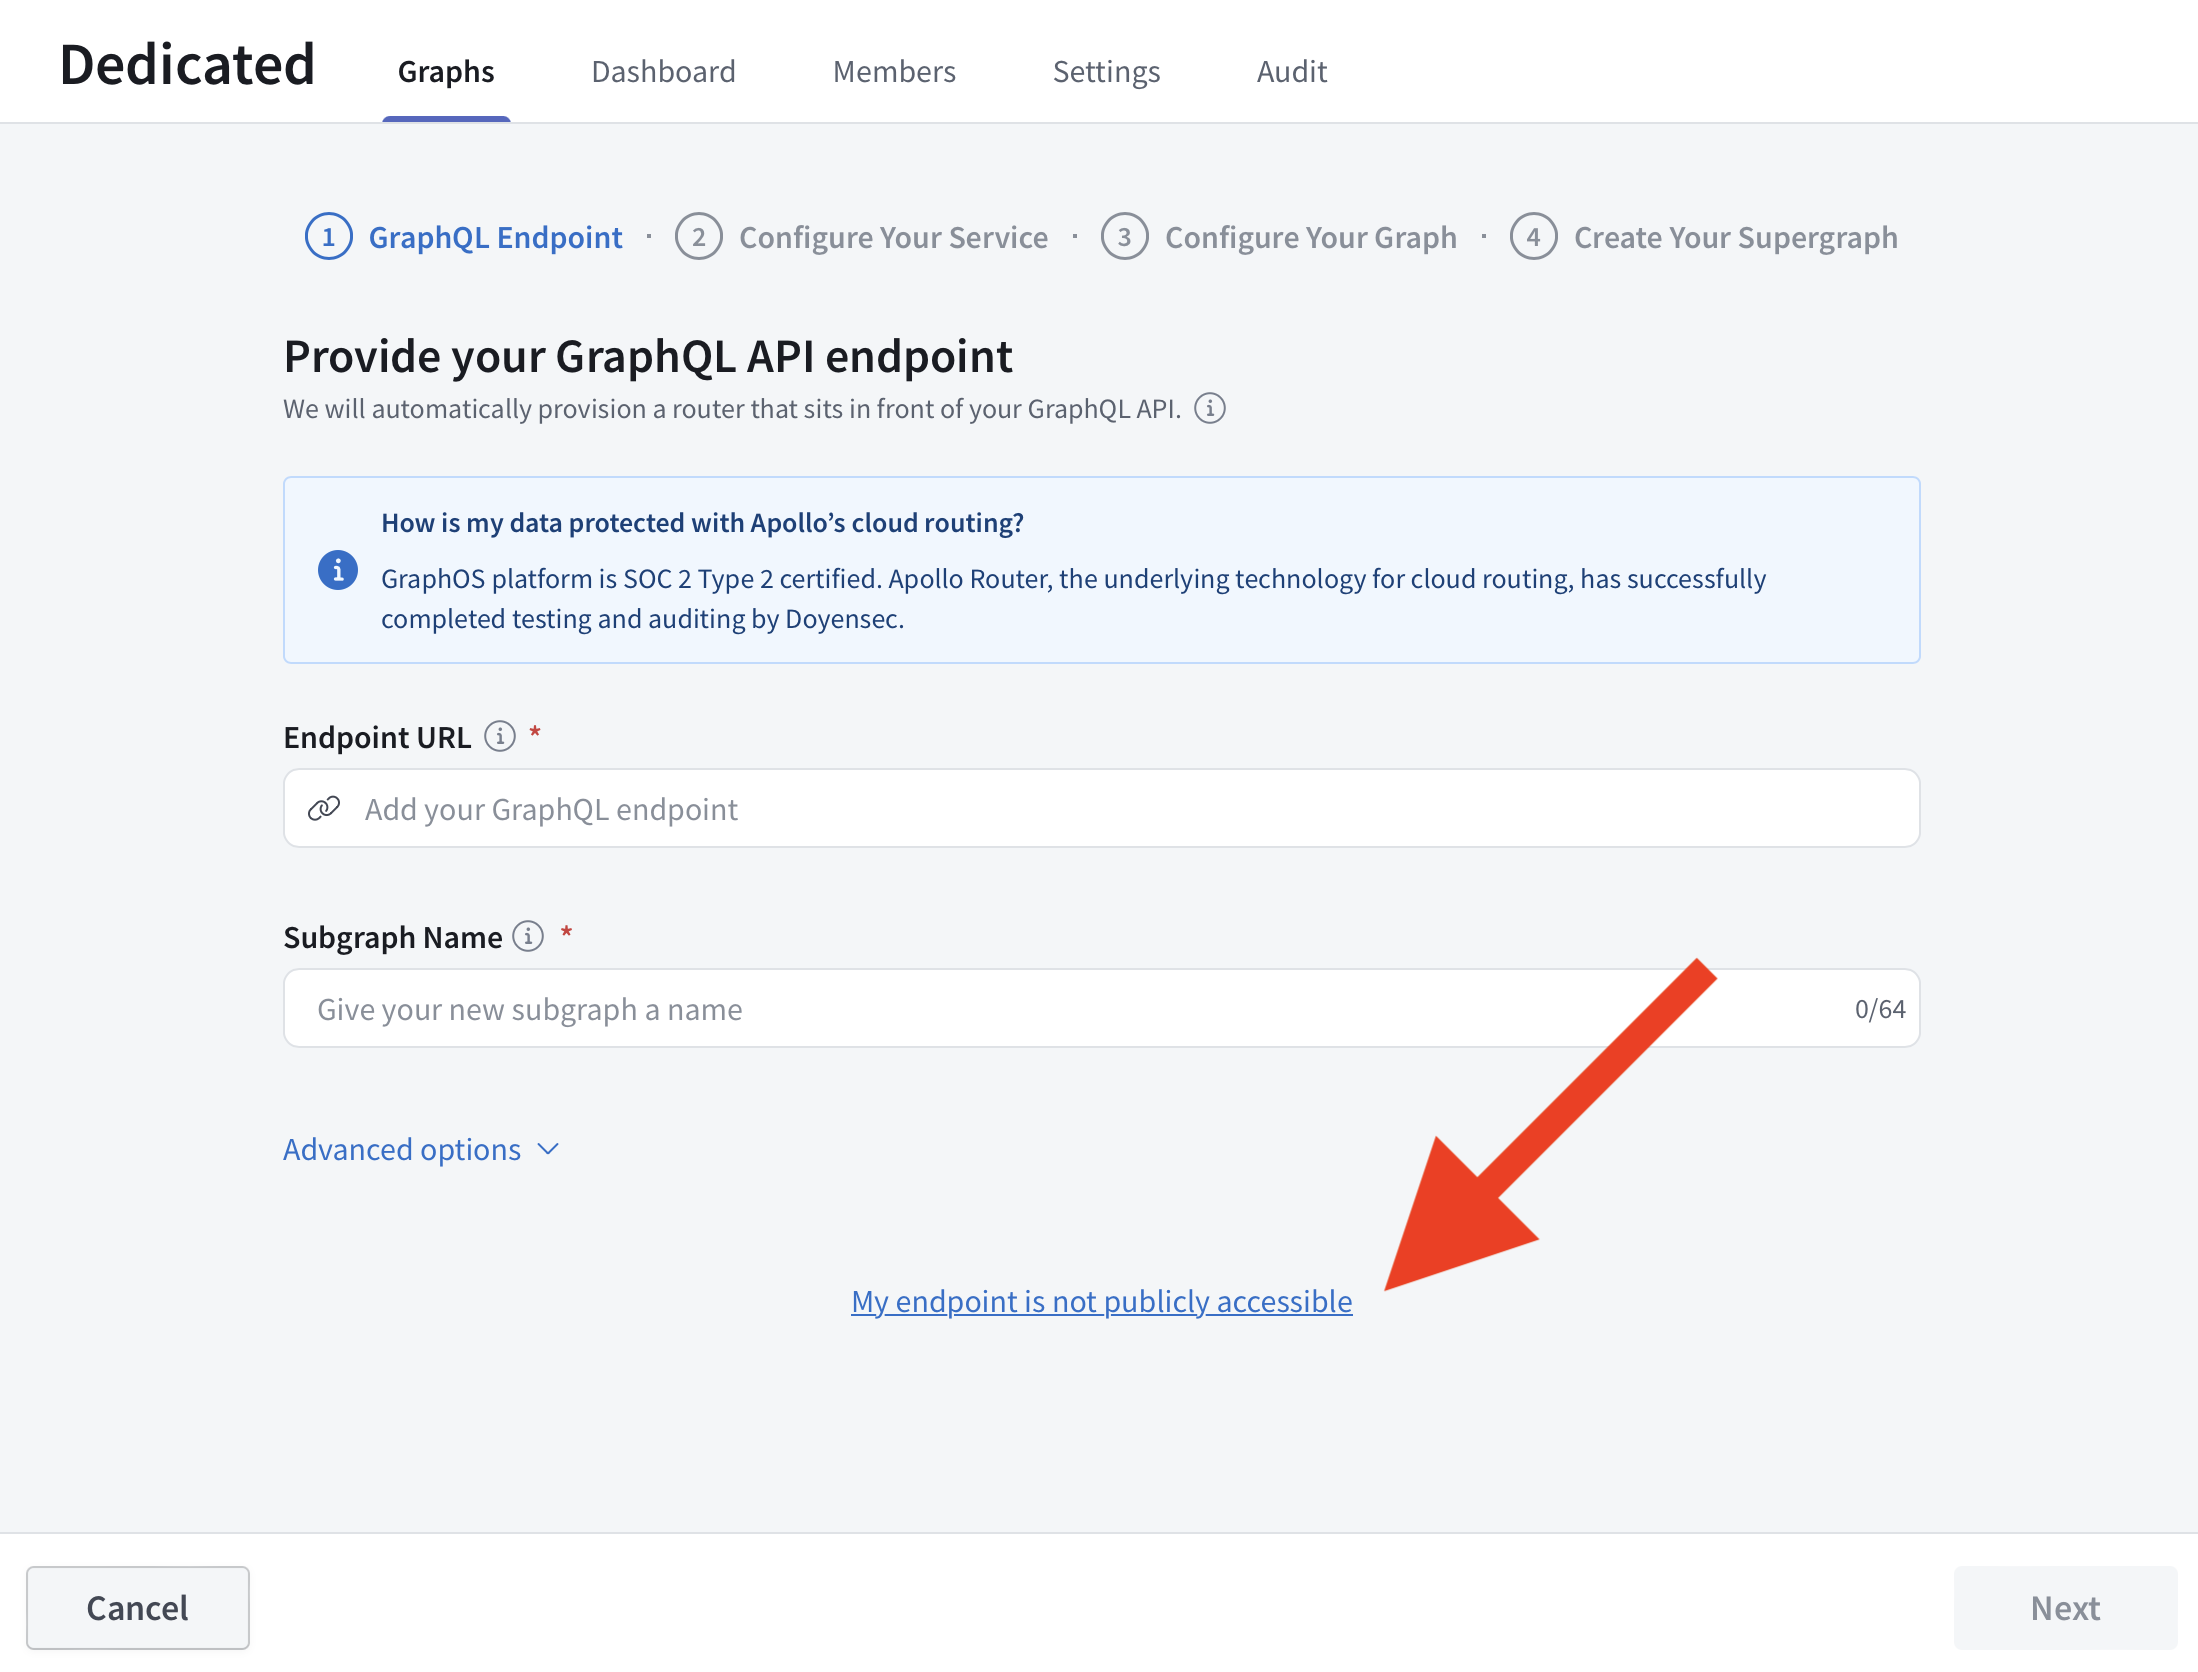 Dedicated Graphs Dashboard Members Settings Audit
1 GraphQL Endpoint · 2 Configure Your Service · 3 Configure Your Graph · 4 Create Your Supergraph
Provide your GraphQL API endpoint
We will automatically provision a router that sits in front of your GraphQL API. i
How is my data protected with Apollo’s cloud routing?
i
GraphOS platform is SOC 2 Type 2 certified. Apollo Router, the underlying technology for cloud routing, has successfully
completed testing and auditing by Doyensec.
Endpoint URL i *
Add your GraphQL endpoint
Subgraph Name i *
Give your new subgraph a name 0/64
Advanced options
My endpoint is not publicly accessible
Cancel Next